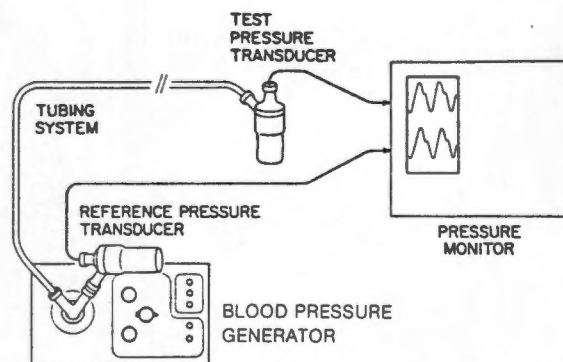 TEST
PRESSURE
TRANSDUCER
TUBING
SYSTEM
REFERENCE PRESSURE
TRANSDUCER
PRESSURE
MONITOR
BLOOD PRESSURE
GENERATOR